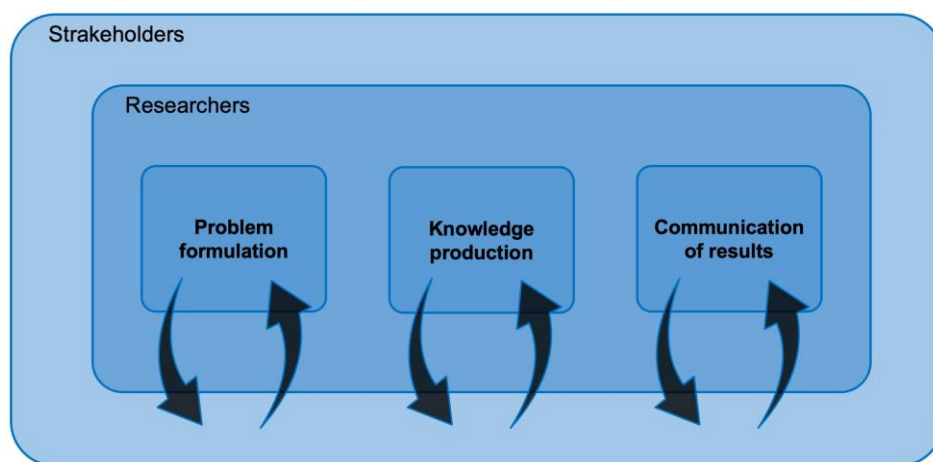 Strakeholders
Researchers
Problem
formulation
Knowledge
production
Communication
of results